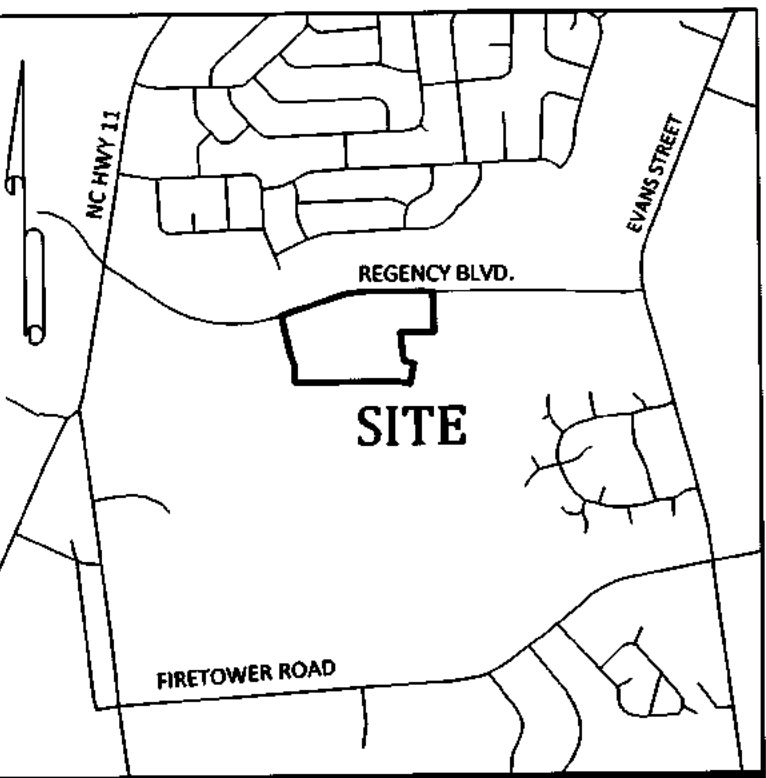 NC HWY 11
EVANS STREET
REGENCY BLVD.
SITE
FIRETOWER ROAD